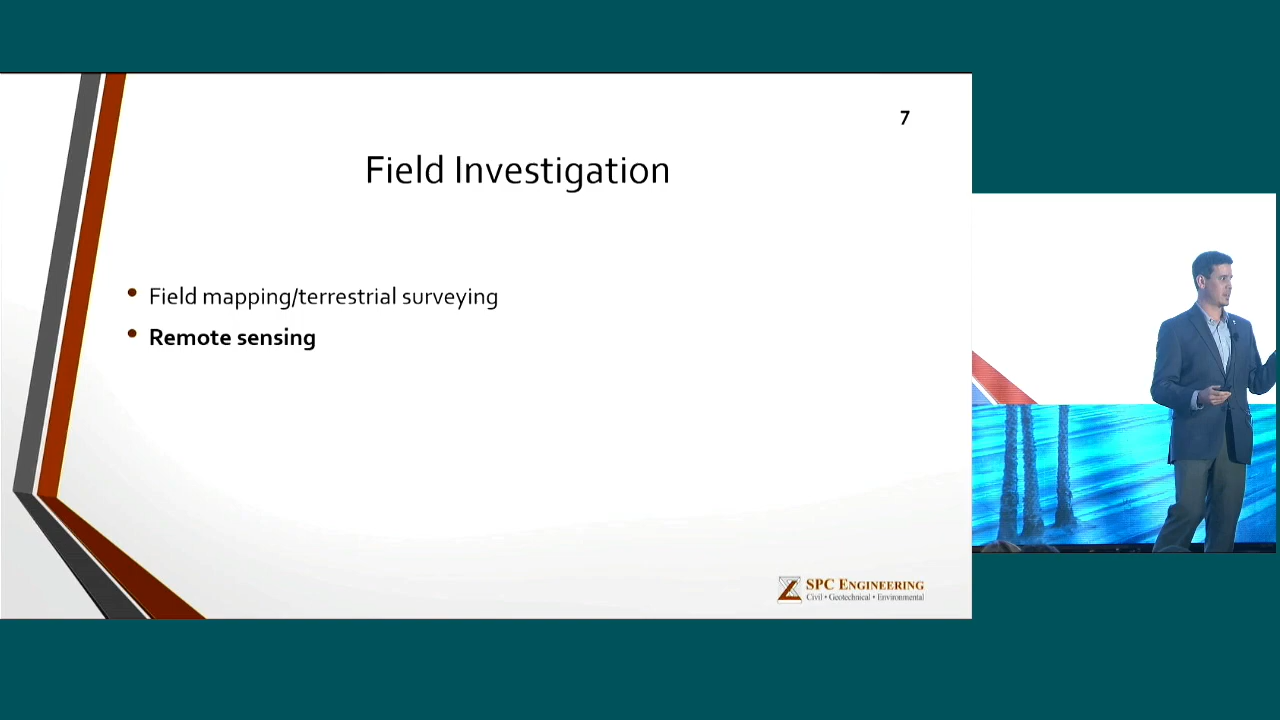 7
Field Investigation
• Field mapping/terrestrial surveying
• Remote sensing
SPC ENGINEERING
Civil • Geotechnical • Environmental